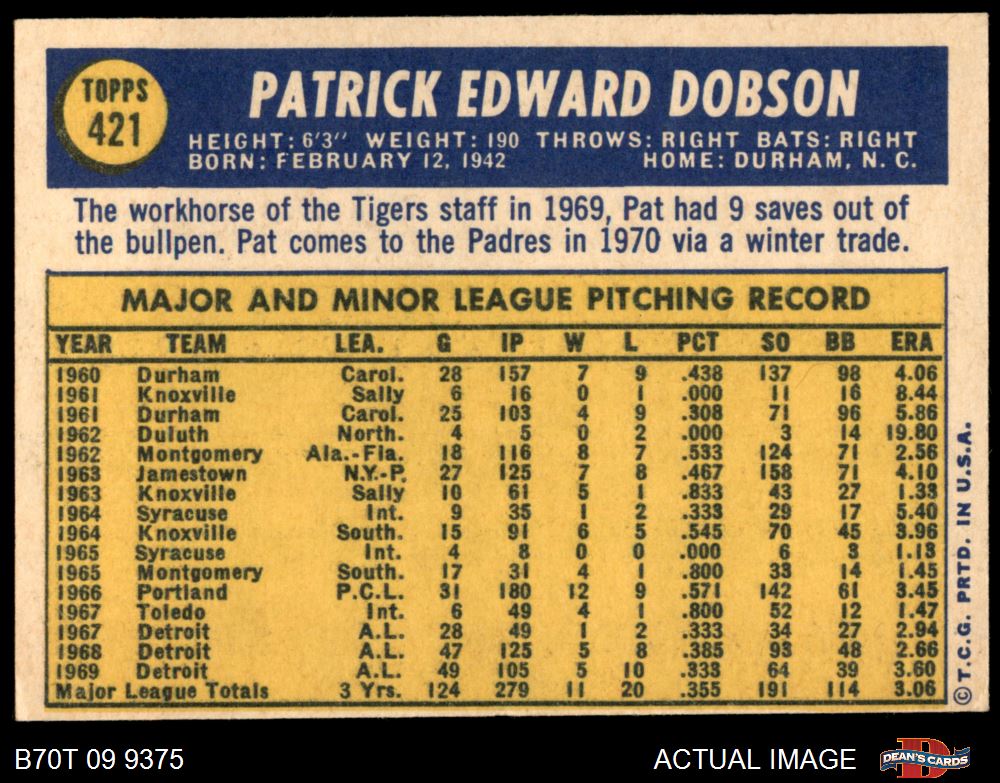 TOPPS
421
PATRICK EDWARD DOBSON
HEIGHT: 6'3" WEIGHT: 190 THROWS: RIGHT BATS: RIGHT
BORN: FEBRUARY 12, 1942 HOME: DURHAM, N. C.
The workhorse of the Tigers staff in 1969, Pat had 9 saves out of
the bullpen. Pat comes to the Padres in 1970 via a winter trade.
MAJOR AND MINOR LEAGUE PITCHING RECORD
YEAR TEAM LEA. G IP W L PCT SO BB ERA
1960 Durham Carol. 28 157 7 9 .438 137 98 4.06
1961 Knoxville Sally 6 16 0 1 .000 11 16 8.44
1961 Durham Carol. 25 103 4 9 .308 71 96 5.86
1962 Duluth North. 4 5 0 2 .000 3 14 19.80
1962 Montgomery Ala.-Fla. 18 116 8 7 .533 124 71 2.56
1963 Jamestown N.Y.-P. 27 125 7 8 .467 158 71 4.10
1963 Knoxville Sally 10 61 5 1 .833 43 27 1.33
1964 Syracuse Int. 9 35 1 2 .333 29 17 5.40
1964 Knoxville South. 15 91 6 5 .545 70 45 3.96
1965 Syracuse Int. 4 8 0 0 .000 6 3 1.13
1965 Montgomery South. 17 31 4 1 .800 33 14 1.45
1966 Portland P.C.L. 31 180 12 9 .571 142 61 3.45
1967 Toledo Int. 6 49 4 1 .800 52 12 1.47
1967 Detroit A.L. 28 49 1 2 .333 34 27 2.94
1968 Detroit A.L. 47 125 5 8 .385 93 48 2.66
1969 Detroit A.L. 49 105 5 10 .333 64 39 3.60
Major League Totals 3 Yrs. 124 279 11 20 .355 191 114 3.06
© T.C.G. PRTD. IN U.S.A.
B70T 09 9375
ACTUAL IMAGE
D
DEAN'S CARDS